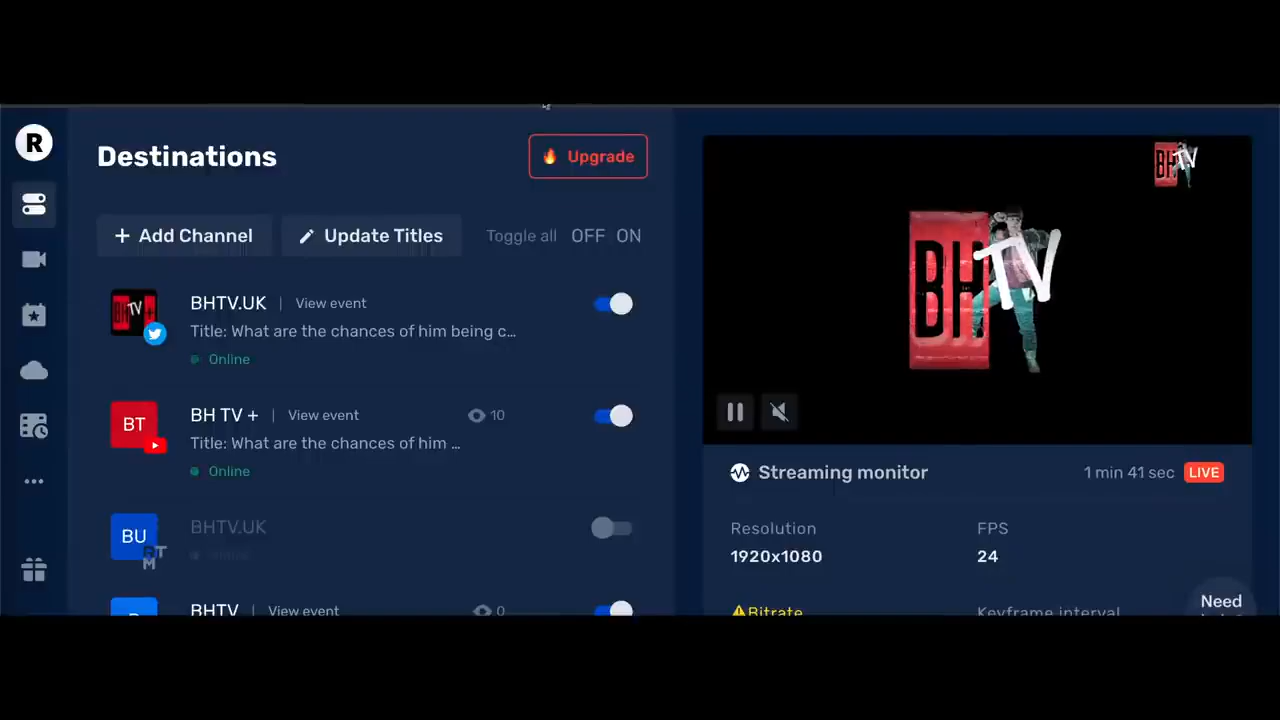 R
Destinations
Upgrade
+ Add Channel
Update Titles
Toggle all OFF ON
BHTV.UK | View event
Title: What are the chances of him being c...
Online
BT
BH TV + | View event
10
Title: What are the chances of him ...
Online
BU
BHTV.UK
RTM
BHTV | View event
0
BHTV
BHTV
Streaming monitor
1 min 41 sec
LIVE
Resolution
FPS
1920x1080
24
Bitrate
Keyframe interval
Need